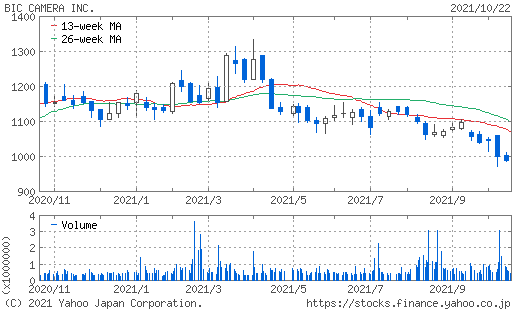 BIC CAMERA INC. 2021/10/22
1400
13-week MA
26-week MA
1300
1200
1100
1000
900
2020/11 2021/1 2021/3 2021/5 2021/7 2021/9
4
Volume
3
2
1
0
(x1000000)
2020/11 2021/1 2021/3 2021/5 2021/7 2021/9
(C) 2021 Yahoo Japan Corporation. https://stocks.finance.yahoo.co.jp